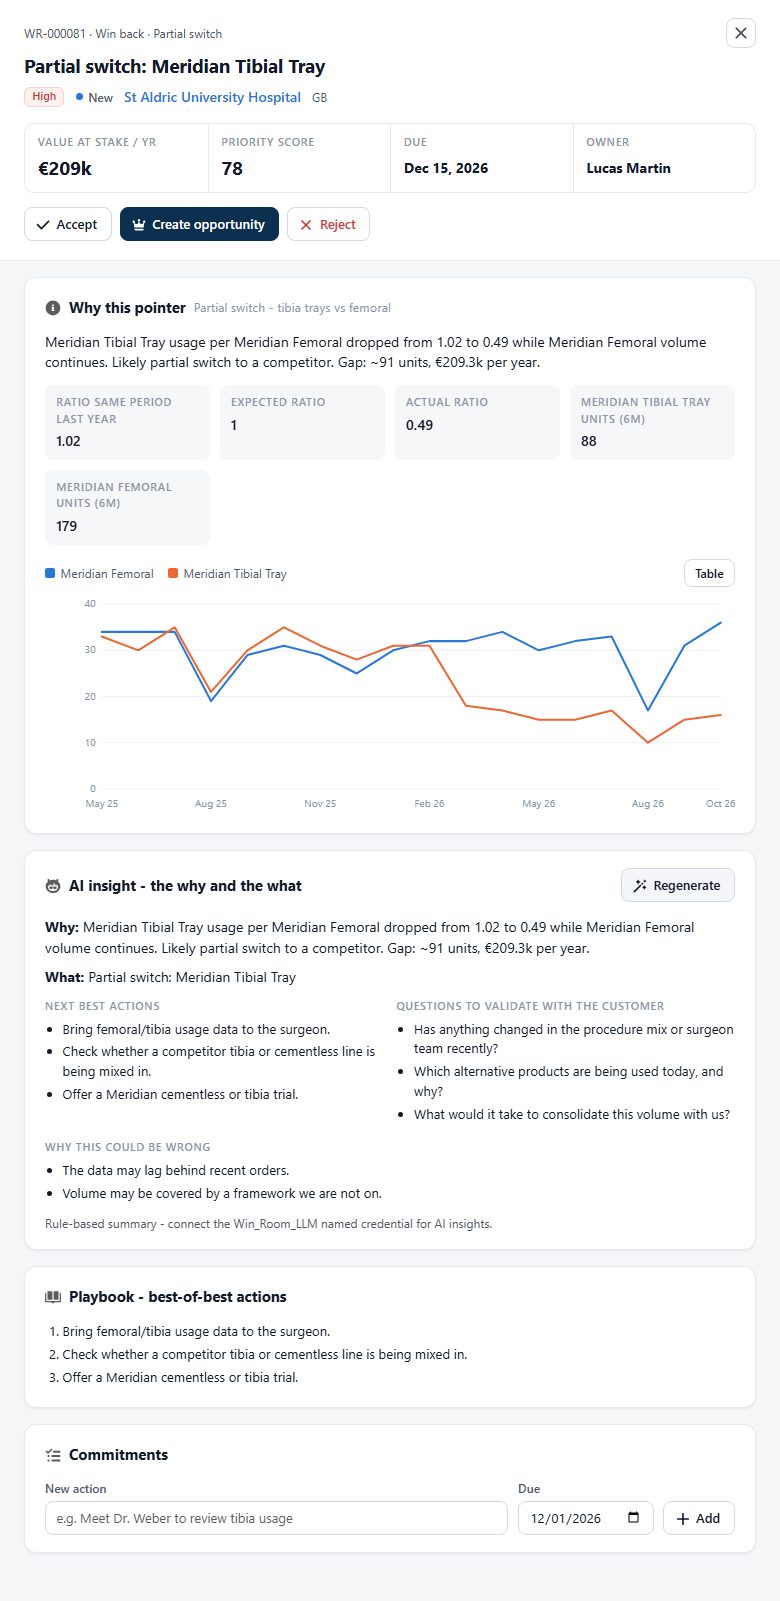 WR-000081 · Win back · Partial switch
Partial switch: Meridian Tibial Tray
High
New
St Aldric University Hospital
GB
VALUE AT STAKE / YR
€209k
PRIORITY SCORE
78
DUE
Dec 15, 2026
OWNER
Lucas Martin
Accept
Create opportunity
Reject
Why this pointer
Partial switch - tibia trays vs femoral
Meridian Tibial Tray usage per Meridian Femoral dropped from 1.02 to 0.49 while Meridian Femoral volume
continues. Likely partial switch to a competitor. Gap: ~91 units, €209.3k per year.
RATIO SAME PERIOD
LAST YEAR
1.02
EXPECTED RATIO
1
ACTUAL RATIO
0.49
MERIDIAN TIBIAL TRAY
UNITS (6M)
88
MERIDIAN FEMORAL
UNITS (6M)
179
Meridian Femoral
Meridian Tibial Tray
Table
40
30
20
10
0
May 25
Aug 25
Nov 25
Feb 26
May 26
Aug 26
Oct 26
AI insight - the why and the what
Regenerate
Why: Meridian Tibial Tray usage per Meridian Femoral dropped from 1.02 to 0.49 while Meridian Femoral
volume continues. Likely partial switch to a competitor. Gap: ~91 units, €209.3k per year.
What: Partial switch: Meridian Tibial Tray
NEXT BEST ACTIONS
• Bring femoral/tibia usage data to the surgeon.
• Check whether a competitor tibia or cementless line is
being mixed in.
• Offer a Meridian cementless or tibia trial.
QUESTIONS TO VALIDATE WITH THE CUSTOMER
• Has anything changed in the procedure mix or surgeon
team recently?
• Which alternative products are being used today, and
why?
• What would it take to consolidate this volume with us?
WHY THIS COULD BE WRONG
• The data may lag behind recent orders.
• Volume may be covered by a framework we are not on.
Rule-based summary - connect the Win_Room_LLM named credential for AI insights.
Playbook - best-of-best actions
1. Bring femoral/tibia usage data to the surgeon.
2. Check whether a competitor tibia or cementless line is being mixed in.
3. Offer a Meridian cementless or tibia trial.
Commitments
New action
e.g. Meet Dr. Weber to review tibia usage
Due
12/01/2026
Add